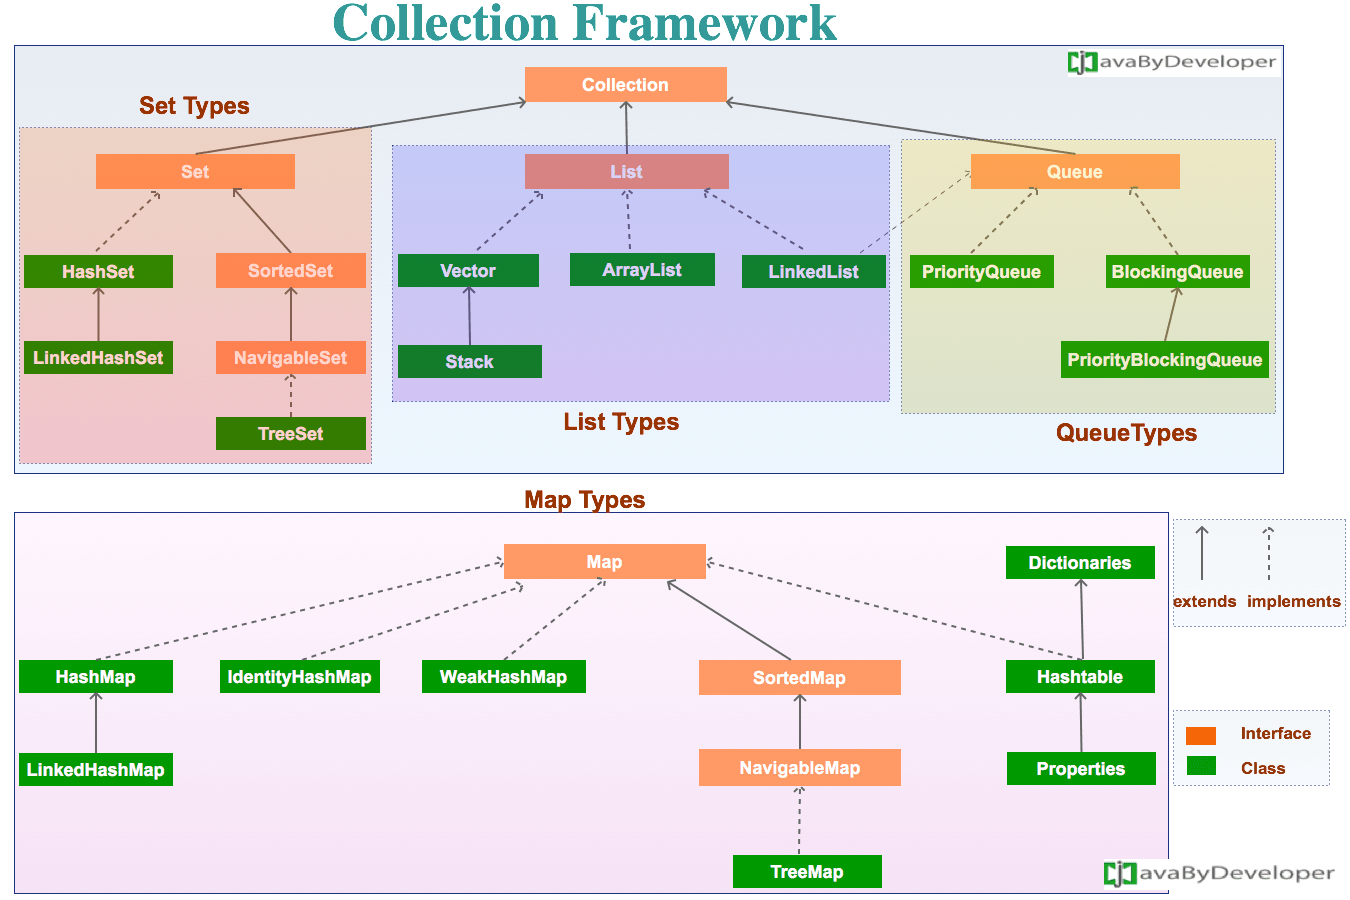 Collection Framework
JavaByDeveloper
Collection
Set Types
Set
List
Queue
HashSet
SortedSet
Vector
ArrayList
LinkedList
PriorityQueue
BlockingQueue
LinkedHashSet
NavigableSet
Stack
PriorityBlockingQueue
TreeSet
List Types
QueueTypes
Map Types
Map
Dictionaries
extends implements
HashMap
IdentityHashMap
WeakHashMap
SortedMap
Hashtable
Interface
Class
LinkedHashMap
NavigableMap
Properties
TreeMap
JavaByDeveloper